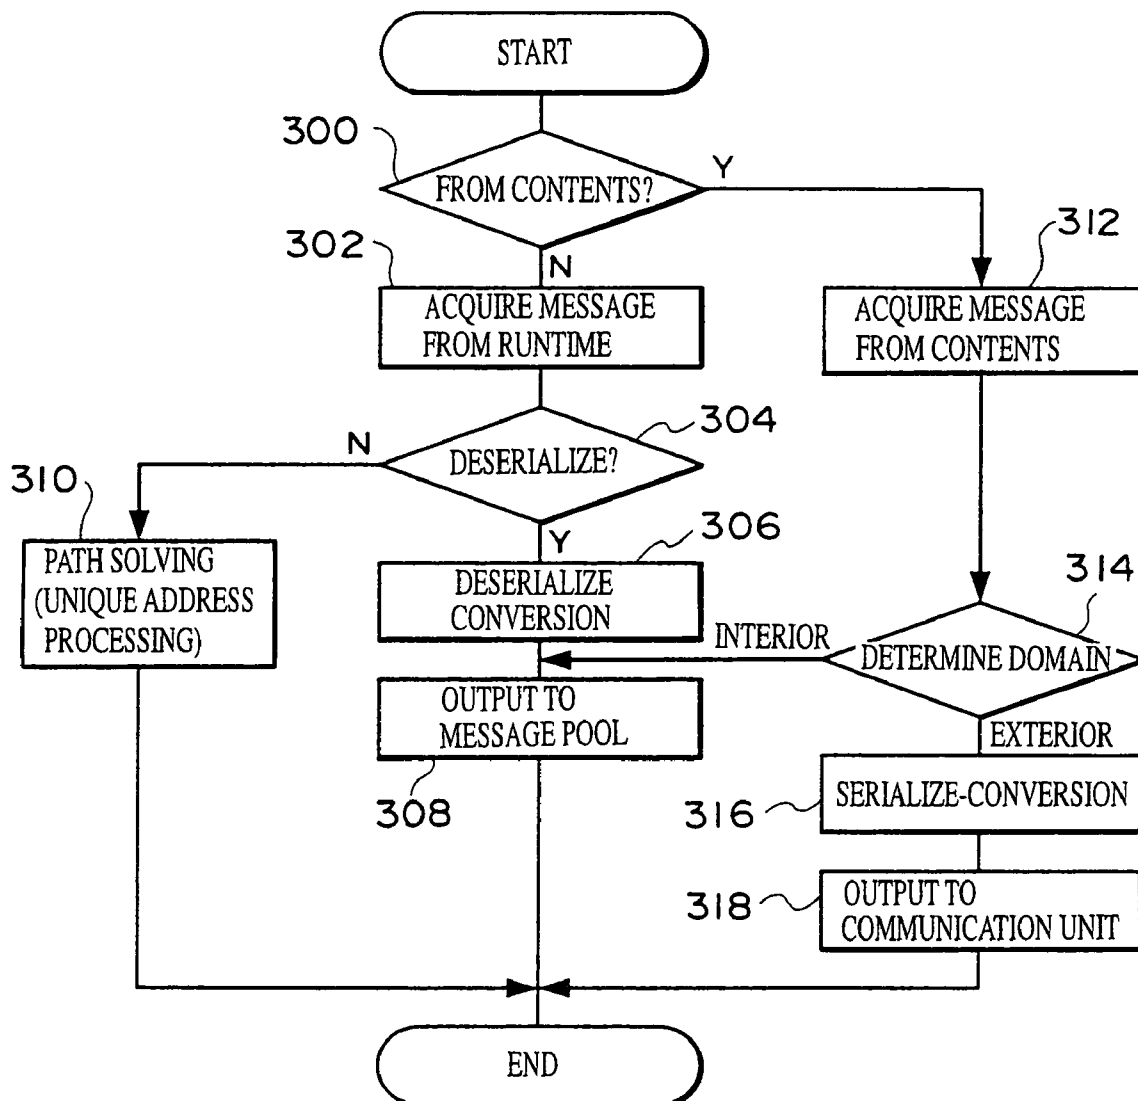 START
300
FROM CONTENTS?
Y
N
302
312
ACQUIRE MESSAGE
FROM RUNTIME
ACQUIRE MESSAGE
FROM CONTENTS
304
N
DESERIALIZE?
310
Y
306
PATH SOLVING
(UNIQUE ADDRESS
PROCESSING)
DESERIALIZE
CONVERSION
314
INTERIOR
DETERMINE DOMAIN
OUTPUT TO
MESSAGE POOL
308
EXTERIOR
316
SERIALIZE-CONVERSION
318
OUTPUT TO
COMMUNICATION UNIT
END